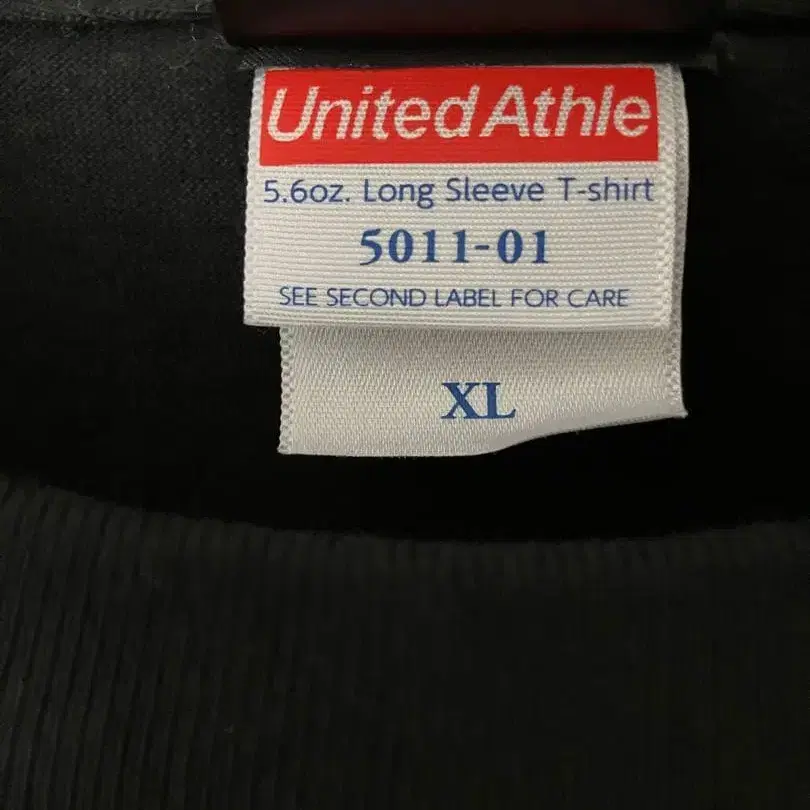 United Athle
5.6oz. Long Sleeve T-shirt
5011-01
SEE SECOND LABEL FOR CARE
XL